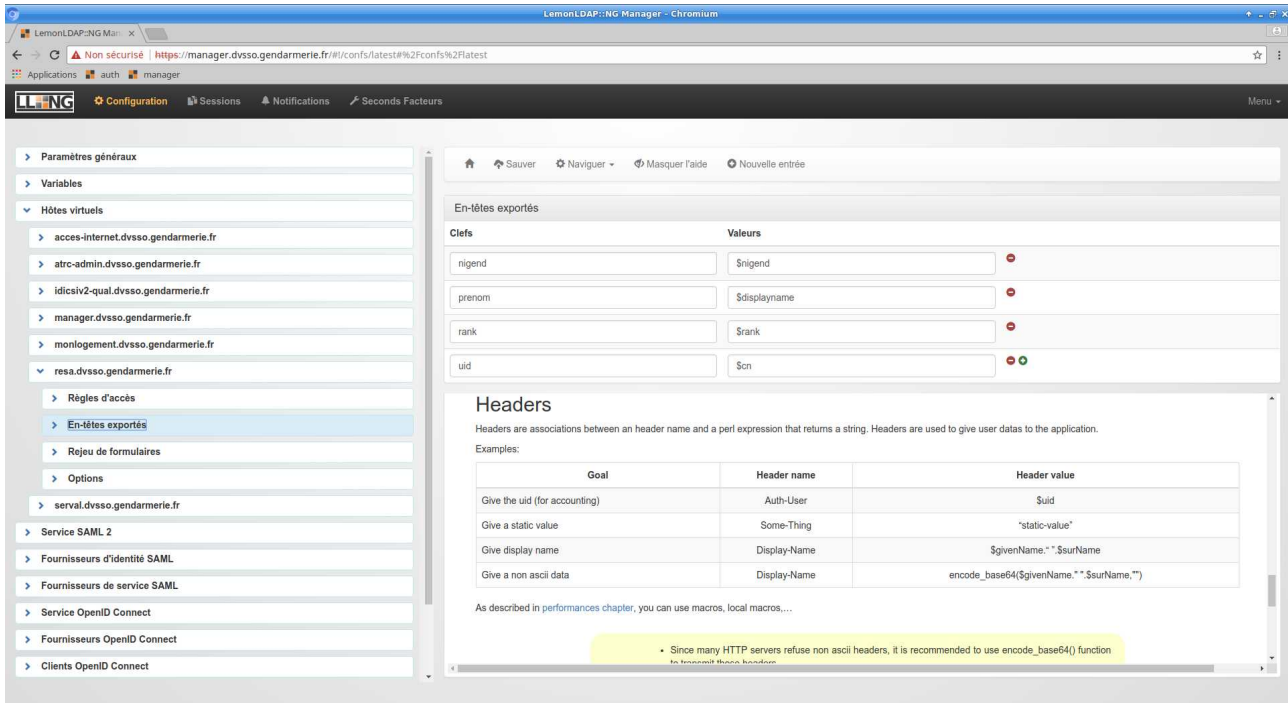 LemonLDAP::NG Manager - Chromium
LemonLDAP::NG Man
Non sécurisé | https://manager.dvsso.gendarmerie.fr/#!/confs/latest#%2Fconfs%2Flatest
Applications auth manager
LL::NG Configuration Sessions Notifications Seconds Facteurs Menu
Paramètres généraux
Variables
Hôtes virtuels
acces-internet.dvsso.gendarmerie.fr
atrc-admin.dvsso.gendarmerie.fr
idicsiv2-qual.dvsso.gendarmerie.fr
manager.dvsso.gendarmerie.fr
monlogement.dvsso.gendarmerie.fr
resa.dvsso.gendarmerie.fr
Règles d'accès
En-têtes exportés
Rejeu de formulaires
Options
serval.dvsso.gendarmerie.fr
Service SAML 2
Fournisseurs d'identité SAML
Fournisseurs de service SAML
Service OpenID Connect
Fournisseurs OpenID Connect
Clients OpenID Connect
Sauver Naviguer Masquer l'aide Nouvelle entrée
En-têtes exportés
Clefs Valeurs
nigend $nigend
prenom $displayname
rank $rank
uid $cn
Headers
Headers are associations between an header name and a perl expression that returns a string. Headers are used to give user datas to the application.
Examples:
Goal Header name Header value
Give the uid (for accounting) Auth-User $uid
Give a static value Some-Thing “static-value”
Give display name Display-Name $givenName.“ ”.$surName
Give a non ascii data Display-Name encode_base64($givenName." ".$surName,"")
As described in performances chapter, you can use macros, local macros,…
• Since many HTTP servers refuse non ascii headers, it is recommended to use encode_base64() function
to transmit those headers